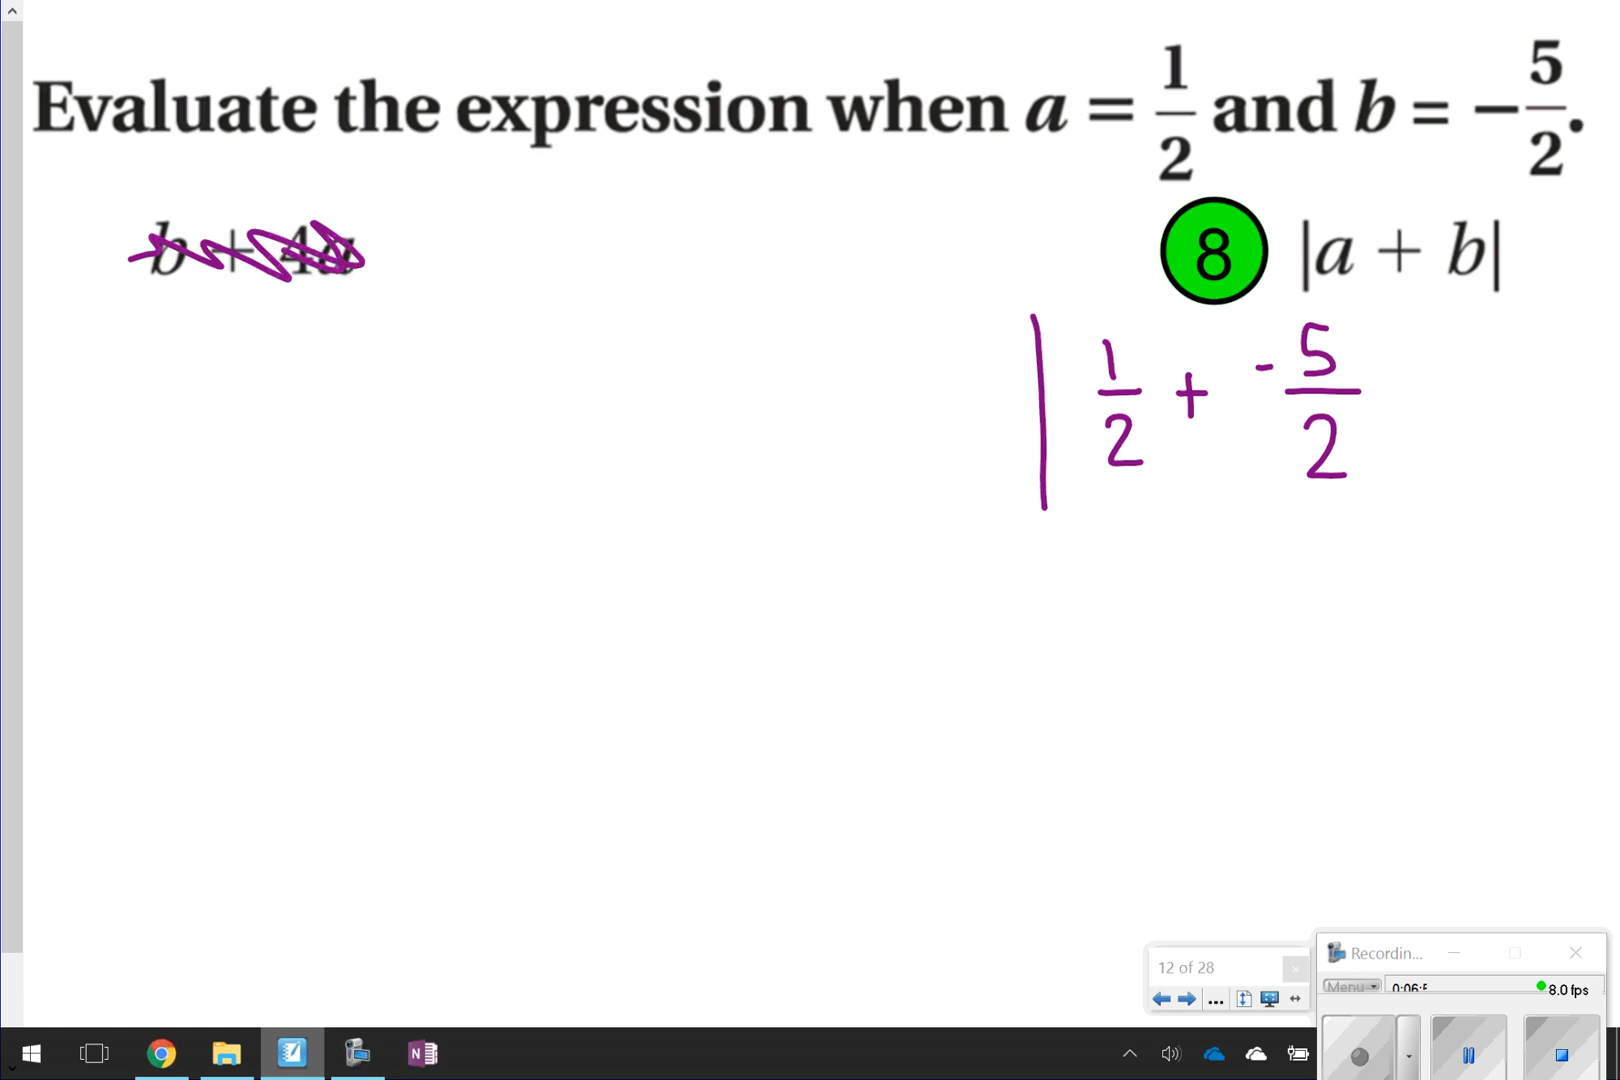 Evaluate the expression when a = 1/2 and b = -5/2.
b + 4a
8 |a + b|
| 1/2 + -5/2
12 of 28
Recordin...
Menu
8.0 fps
N